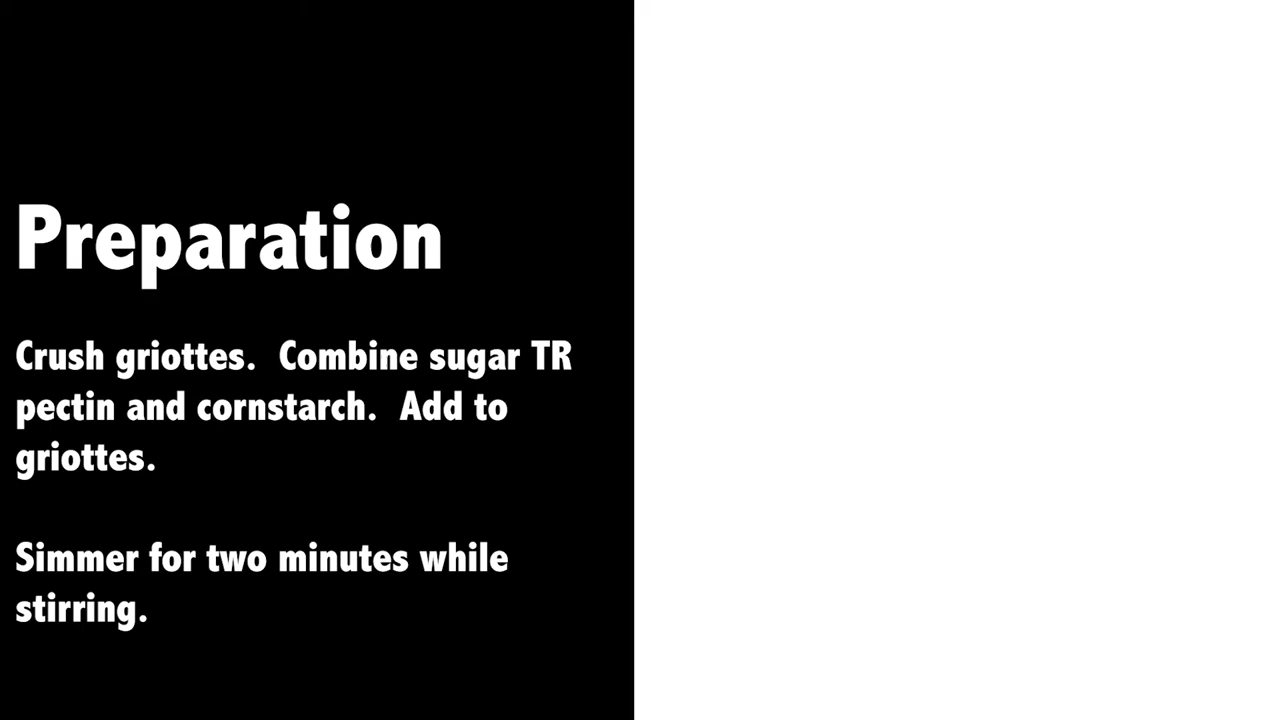 Preparation
Crush griottes.  Combine sugar TR
pectin and cornstarch.  Add to
griottes.
Simmer for two minutes while
stirring.